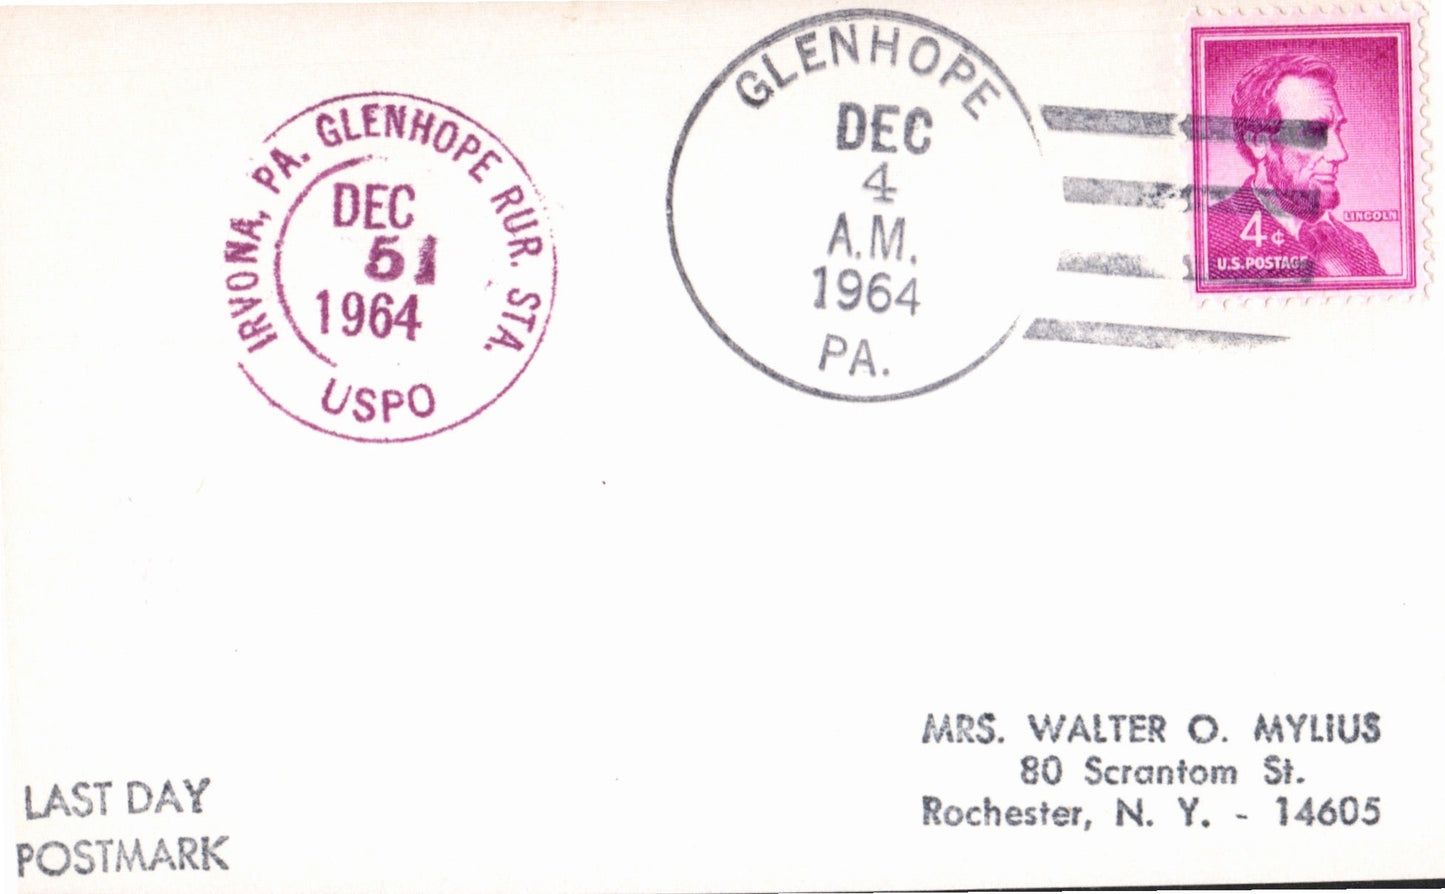 IRVONA, PA. GLENHOPE RUR. STA.
DEC
51
1964
USPO
GLENHOPE
DEC
4
A.M.
1964
PA.
LINCOLN
4¢
U.S. POSTAGE
MRS. WALTER O. MYLIUS
80 Scrantom St.
Rochester, N. Y. - 14605
LAST DAY
POSTMARK